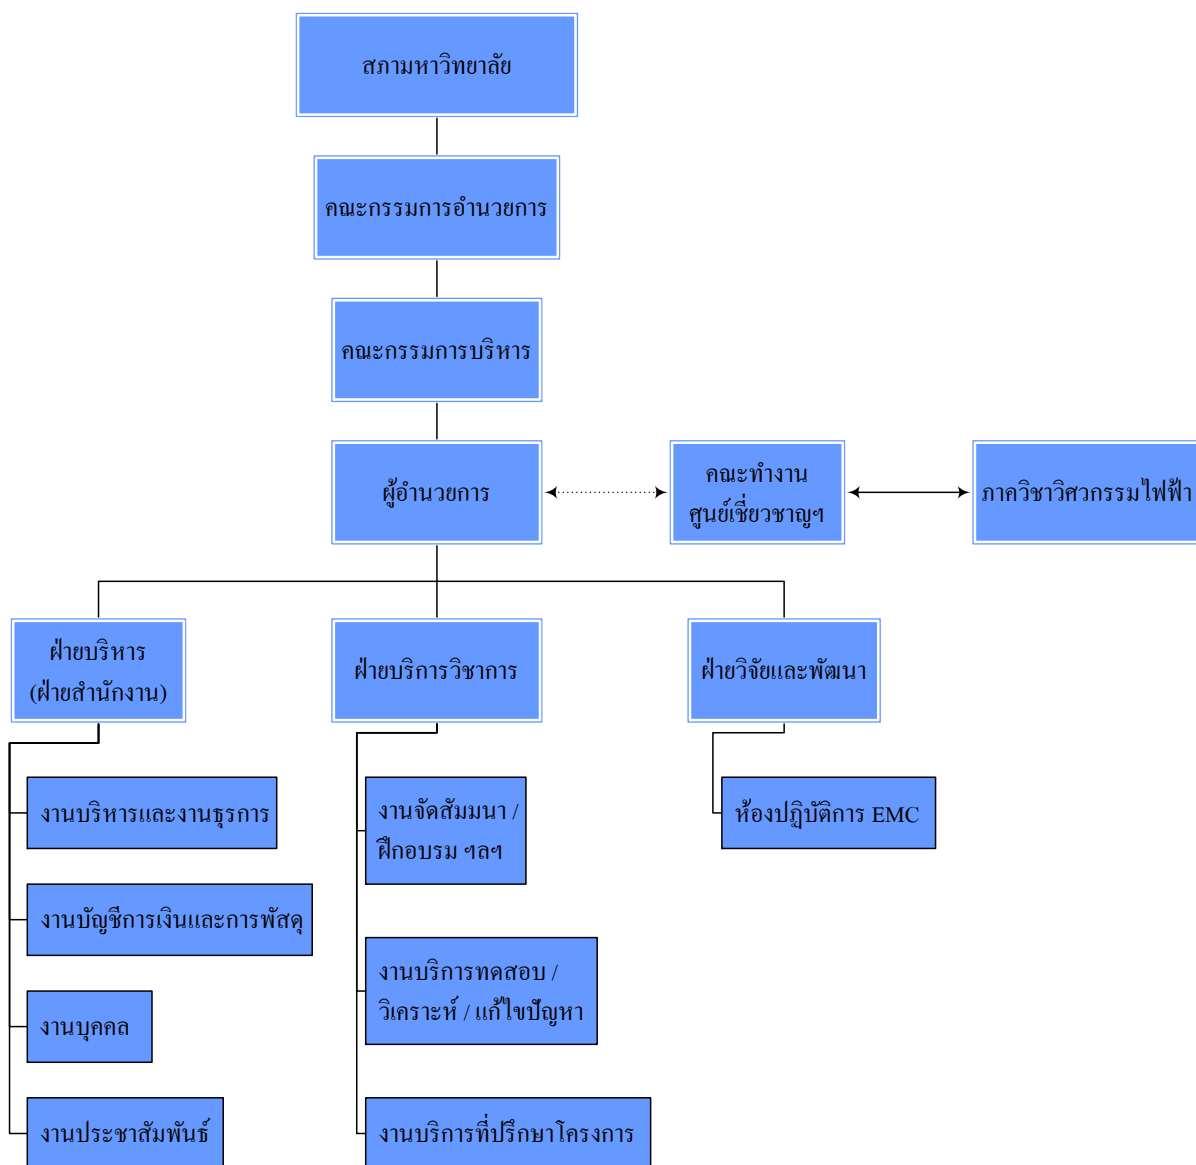 สภามหาวิทยาลัย
คณะกรรมการอำนวยการ
คณะกรรมการบริหาร
ผู้อำนวยการ
คณะทำงาน
ศูนย์เชี่ยวชาญฯ
ภาควิชาวิศวกรรมไฟฟ้า
ฝ่ายบริหาร
(ฝ่ายสำนักงาน)
ฝ่ายบริการวิชาการ
ฝ่ายวิจัยและพัฒนา
งานบริหารและงานธุรการ
งานบัญชีการเงินและการพัสดุ
งานบุคคล
งานประชาสัมพันธ์
งานจัดสัมมนา /
ฝึกอบรม ฯลฯ
งานบริการทดสอบ /
วิเคราะห์ / แก้ไขปัญหา
งานบริการที่ปรึกษาโครงการ
ห้องปฏิบัติการ EMC